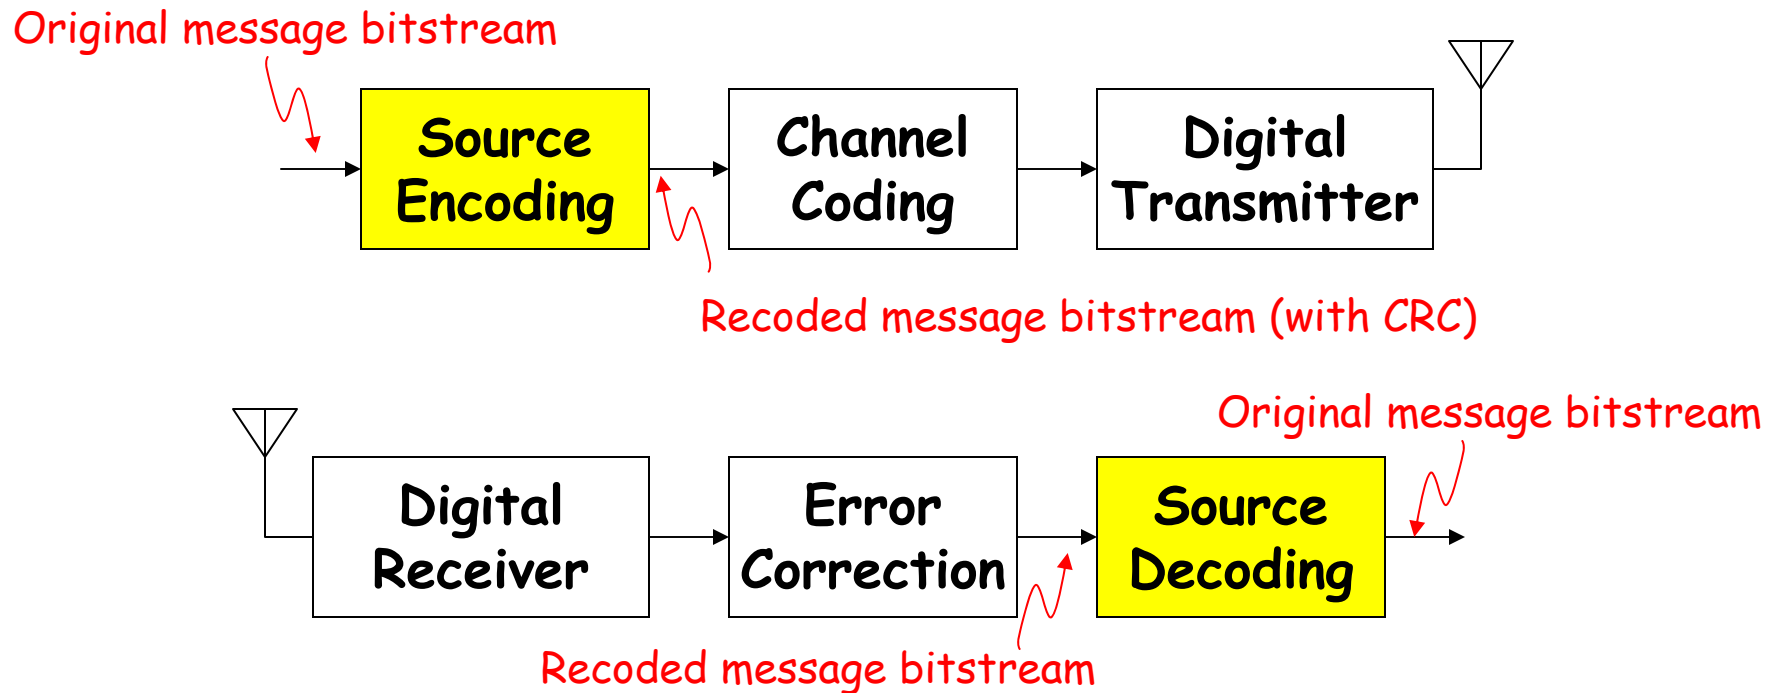 Original message bitstream
Source
Encoding
Channel
Coding
Digital
Transmitter
Recoded message bitstream (with CRC)
Original message bitstream
Digital
Receiver
Error
Correction
Source
Decoding
Recoded message bitstream